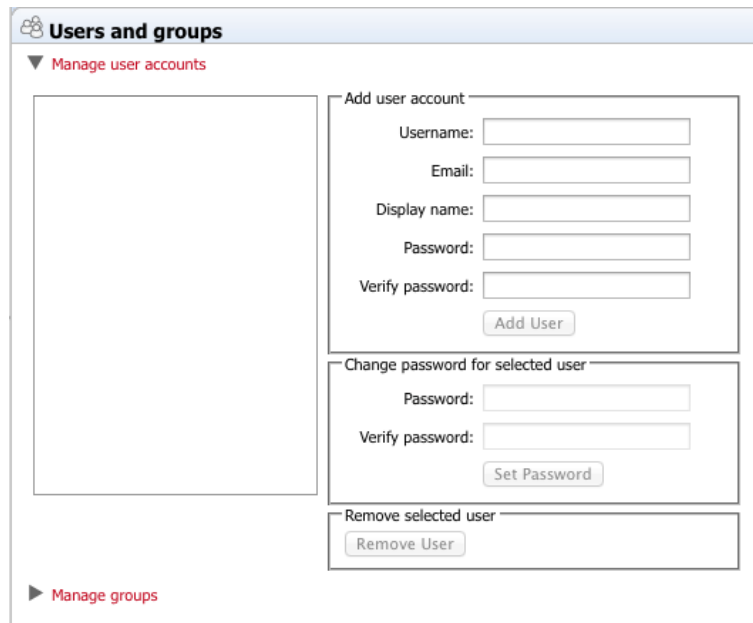 Users and groups
Manage user accounts
Add user account
Username:
Email:
Display name:
Password:
Verify password:
Add User
Change password for selected user
Password:
Verify password:
Set Password
Remove selected user
Remove User
Manage groups